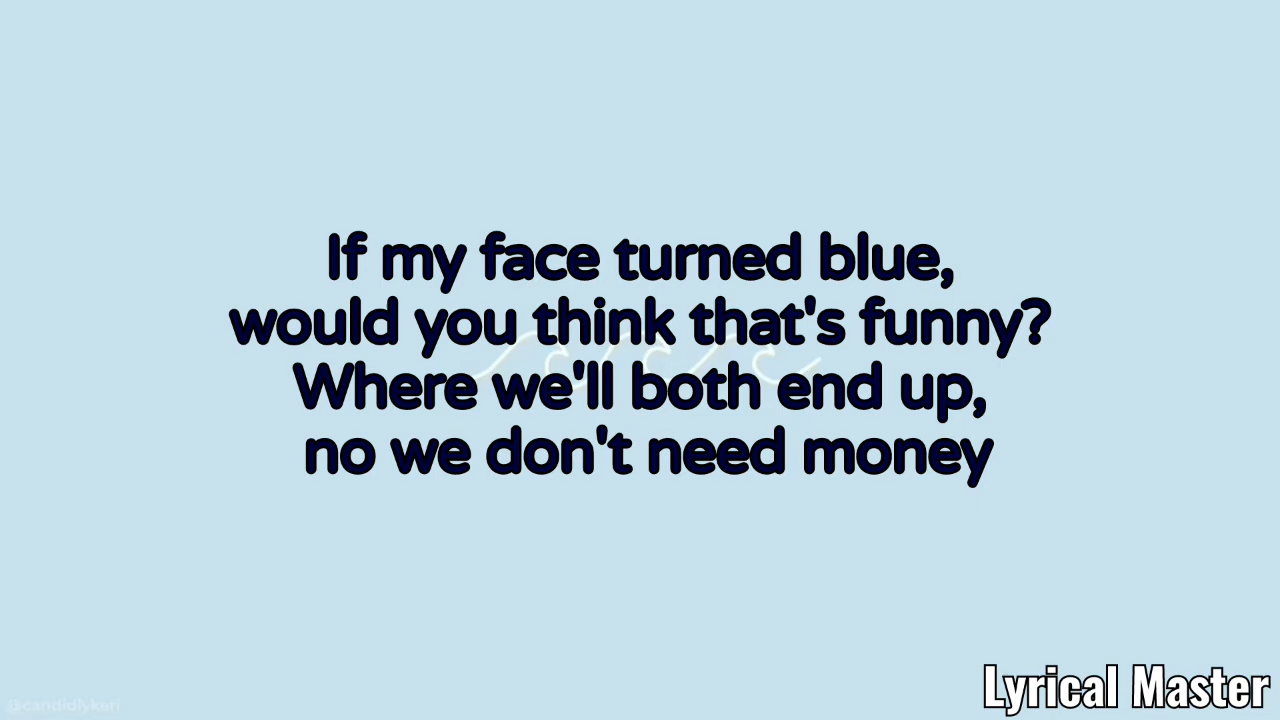 If my face turned blue,
would you think that's funny?
Where we'll both end up,
no we don't need money
Lyrical Master
@candidlykeri